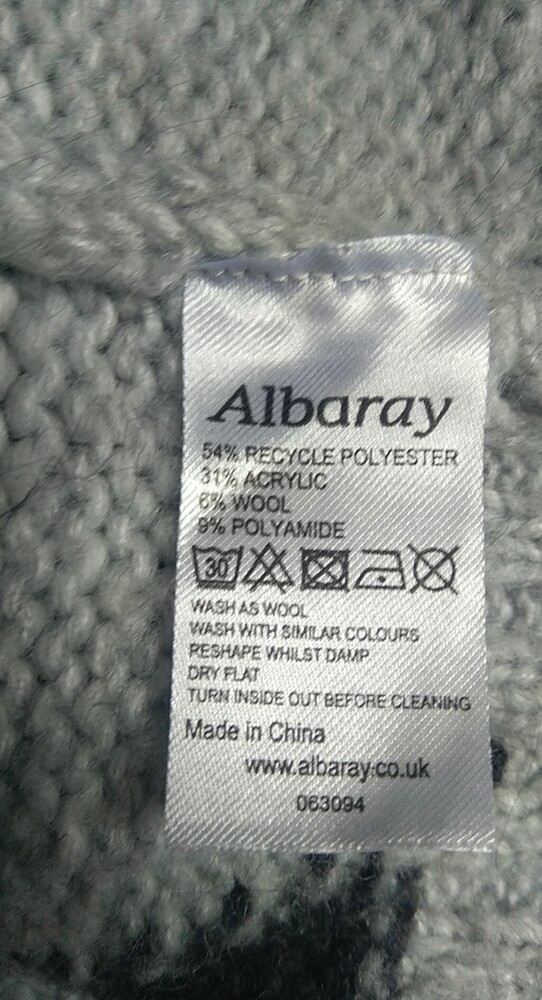 Albaray
54% RECYCLE POLYESTER
31% ACRYLIC
6% WOOL
9% POLYAMIDE
30
WASH AS WOOL
WASH WITH SIMILAR COLOURS
RESHAPE WHILST DAMP
DRY FLAT
TURN INSIDE OUT BEFORE CLEANING
Made in China
www.albaray.co.uk
063094